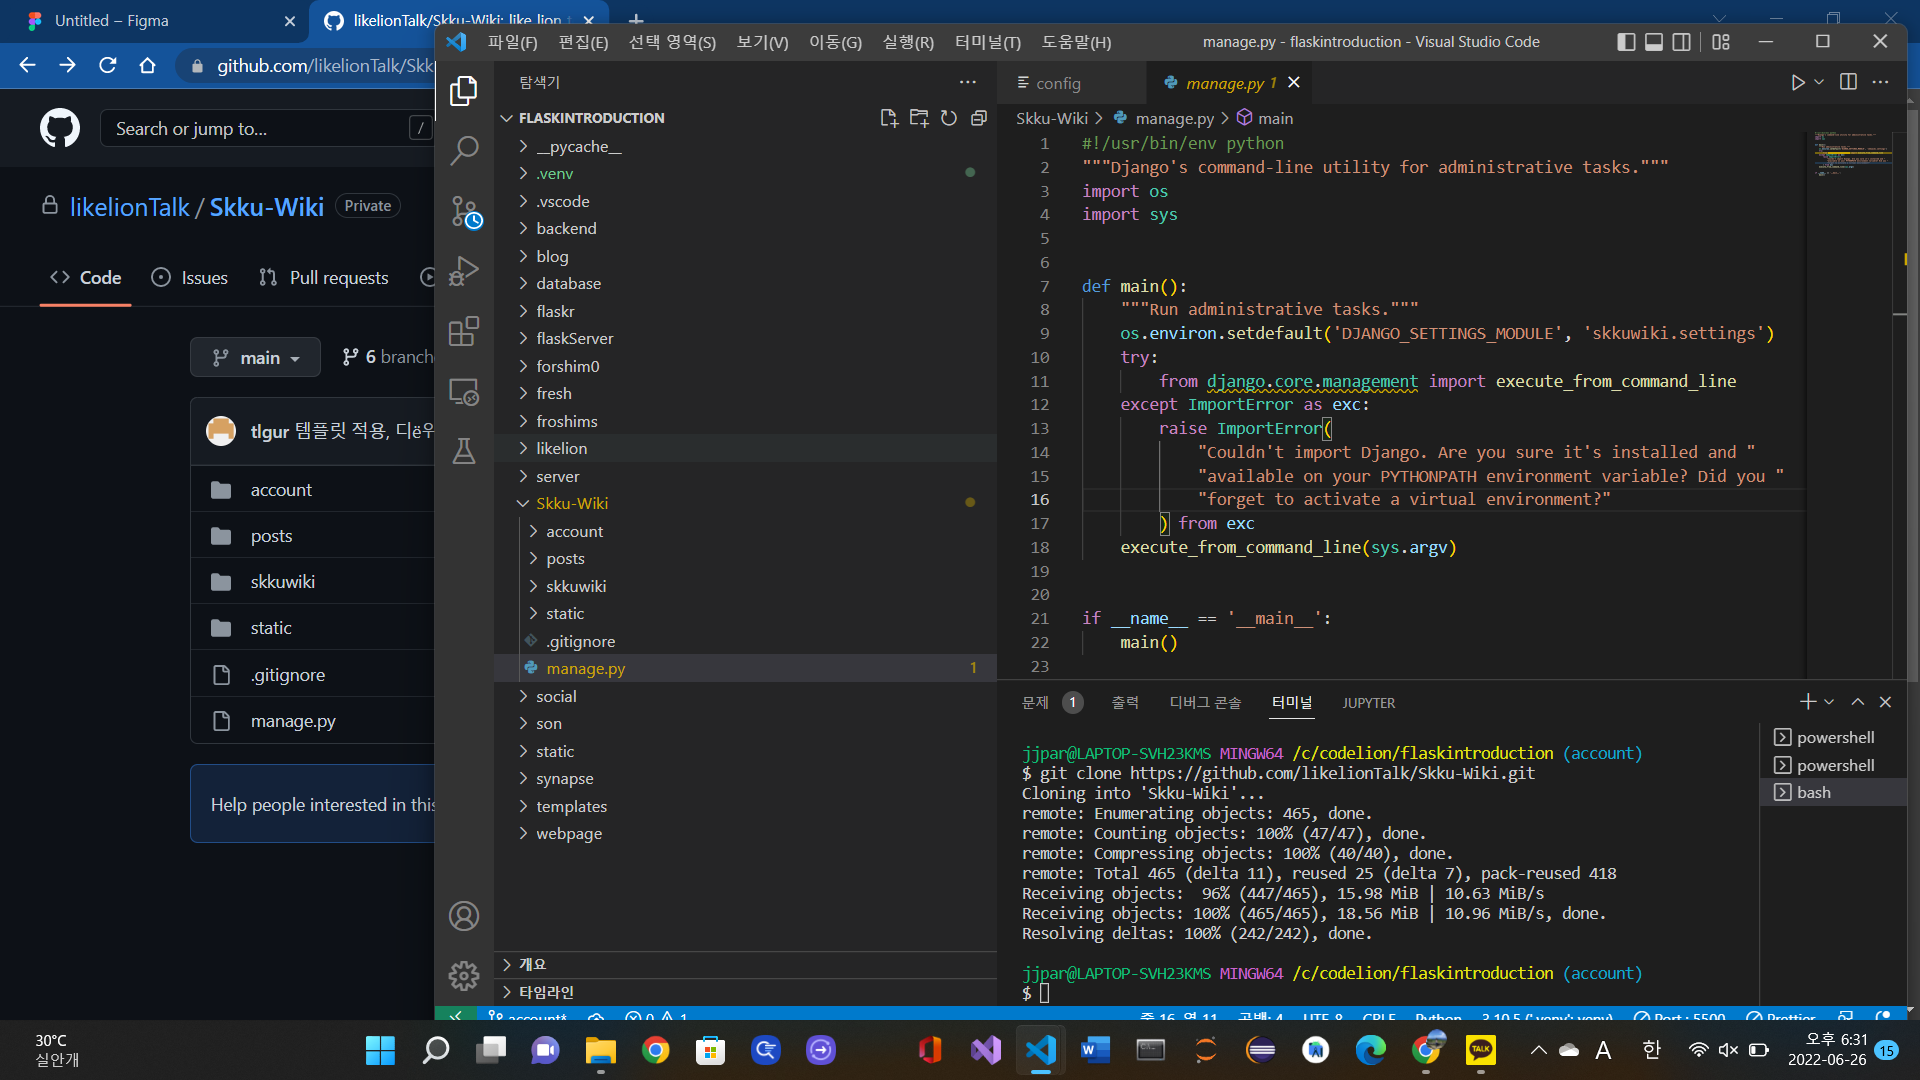 Untitled – Figma
likelionTalk/Skku-Wiki: like lion t
github.com/likelionTalk/Skk
Search or jump to...
/
likelionTalk / Skku-Wiki
Private
Code
Issues
Pull requests
main
6 branch
tlgur 템플릿 적용, 디ë우
account
posts
skkuwiki
static
.gitignore
manage.py
Help people interested in this
파일(F)
편집(E)
선택 영역(S)
보기(V)
이동(G)
실행(R)
터미널(T)
도움말(H)
manage.py - flaskintroduction - Visual Studio Code
탐색기
FLASKINTRODUCTION
__pycache__
.venv
.vscode
backend
blog
database
flaskr
flaskServer
forshim0
fresh
froshims
likelion
server
Skku-Wiki
account
posts
skkuwiki
static
.gitignore
manage.py 1
social
son
static
synapse
templates
webpage
개요
타임라인
config
manage.py 1
Skku-Wiki > manage.py > main
1 #!/usr/bin/env python
2 """Django's command-line utility for administrative tasks."""
3 import os
4 import sys
5
6
7 def main():
8     """Run administrative tasks."""
9     os.environ.setdefault('DJANGO_SETTINGS_MODULE', 'skkuwiki.settings')
10     try:
11         from django.core.management import execute_from_command_line
12     except ImportError as exc:
13         raise ImportError(
14             "Couldn't import Django. Are you sure it's installed and "
15             "available on your PYTHONPATH environment variable? Did you "
16             "forget to activate a virtual environment?"
17         ) from exc
18     execute_from_command_line(sys.argv)
19
20
21 if __name__ == '__main__':
22     main()
23
문제 1
출력
디버그 콘솔
터미널
JUPYTER
jjpar@LAPTOP-SVH23KMS MINGW64 /c/codelion/flaskintroduction (account)
$ git clone https://github.com/likelionTalk/Skku-Wiki.git
Cloning into 'Skku-Wiki'...
remote: Enumerating objects: 465, done.
remote: Counting objects: 100% (47/47), done.
remote: Compressing objects: 100% (40/40), done.
remote: Total 465 (delta 11), reused 25 (delta 7), pack-reused 418
Receiving objects:  96% (447/465), 15.98 MiB | 10.63 MiB/s
Receiving objects: 100% (465/465), 18.56 MiB | 10.96 MiB/s, done.
Resolving deltas: 100% (242/242), done.
jjpar@LAPTOP-SVH23KMS MINGW64 /c/codelion/flaskintroduction (account)
$
powershell
powershell
bash
account*
0 1
줄 16, 열 11
공백: 4
UTF-8
CRLF
Python
3.10.5 ('.venv': venv)
Port : 5500
Prettier
30°C
실안개
TALK
A
한
오후 6:31
2022-06-26
15